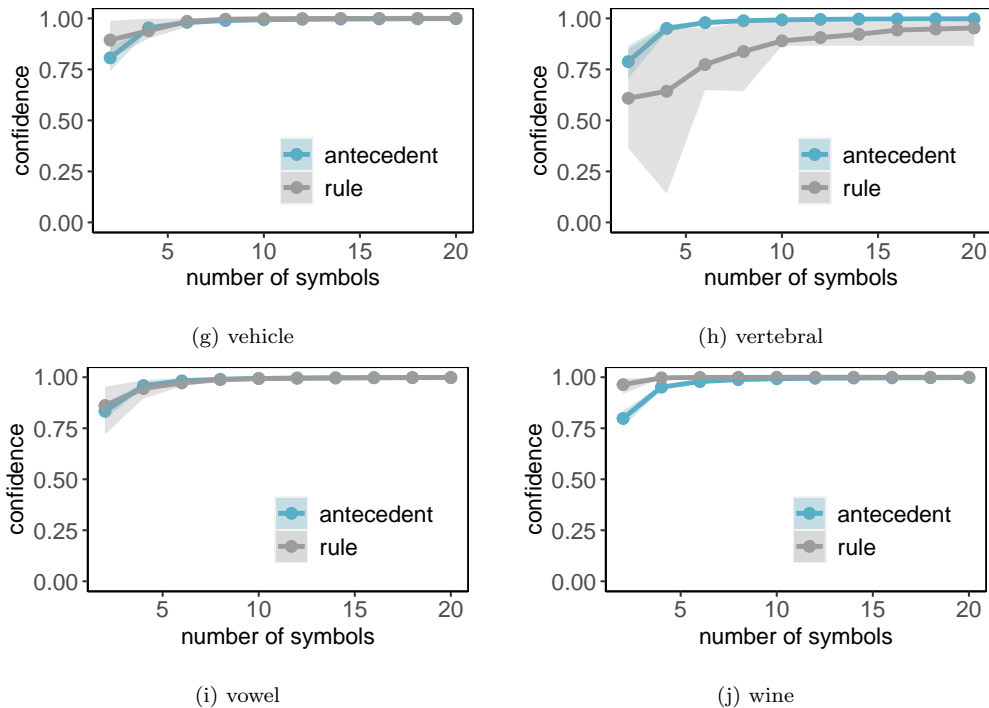 1.00
0.75
0.50
0.25
0.00
confidence
antecedent
rule
5 10 15 20
number of symbols
(g) vehicle
1.00
0.75
0.50
0.25
0.00
confidence
antecedent
rule
5 10 15 20
number of symbols
(h) vertebral
1.00
0.75
0.50
0.25
0.00
confidence
antecedent
rule
5 10 15 20
number of symbols
(i) vowel
1.00
0.75
0.50
0.25
0.00
confidence
antecedent
rule
5 10 15 20
number of symbols
(j) wine